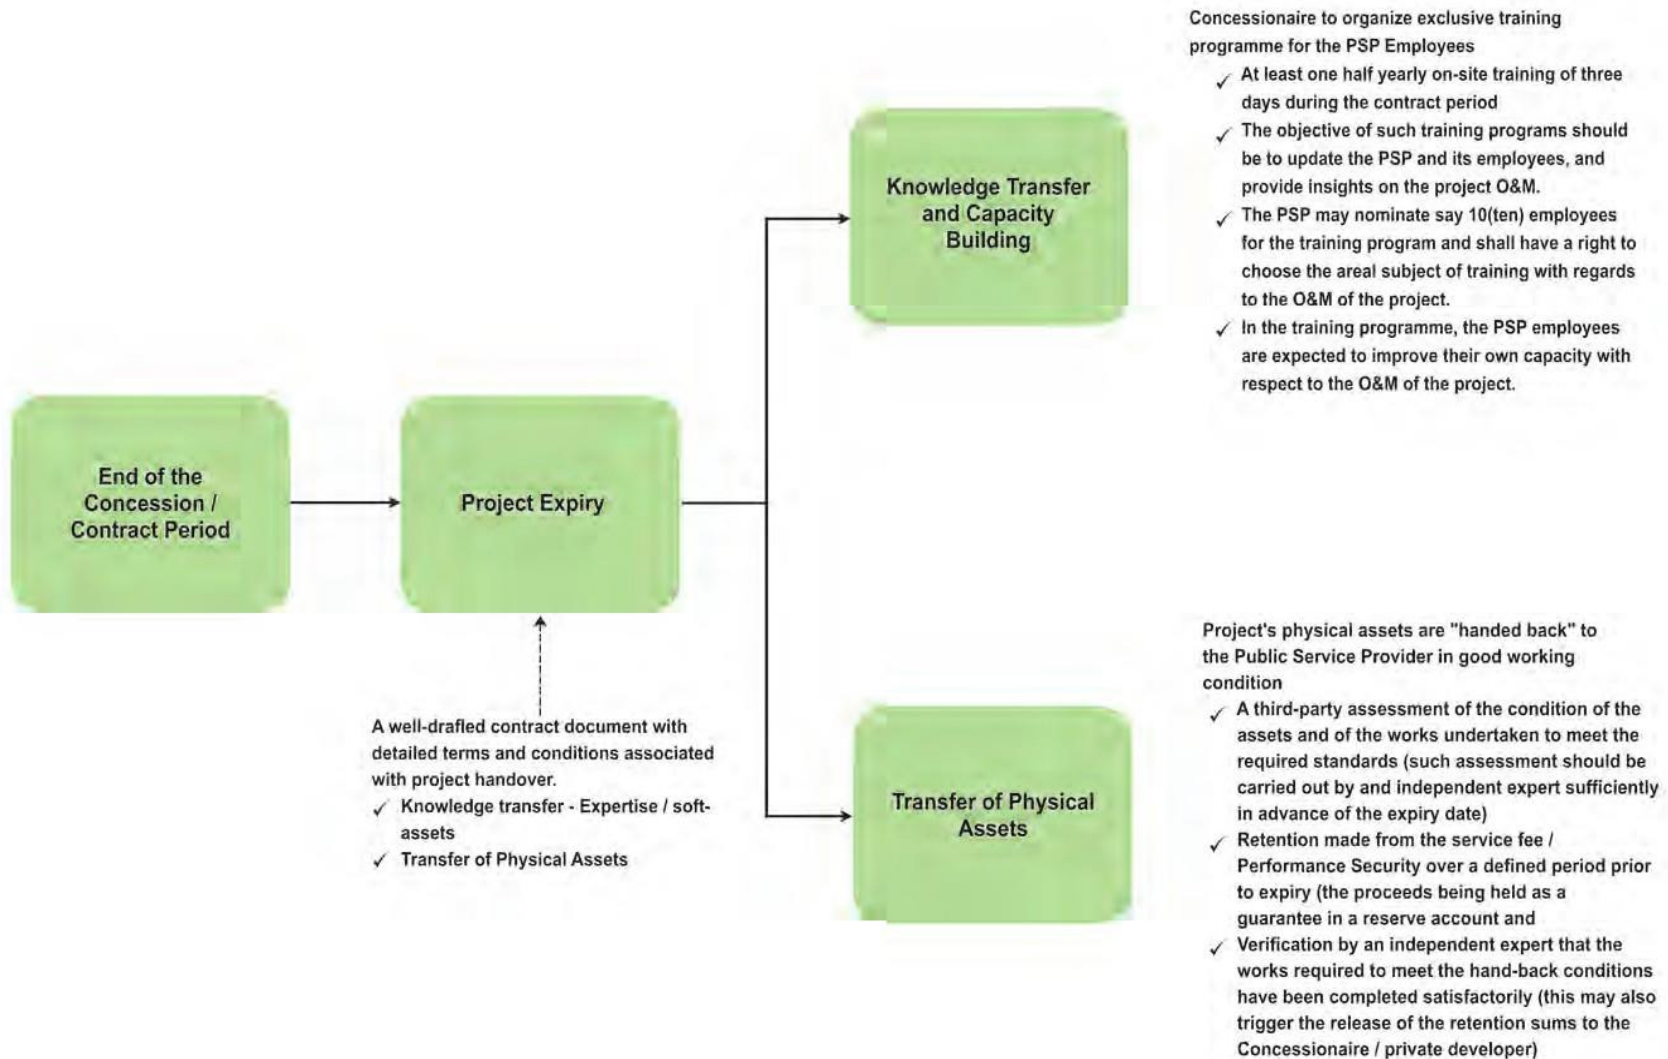 Concessionaire to organize exclusive training
programme for the PSP Employees
✓ At least one half yearly on-site training of three
days during the contract period
✓ The objective of such training programs should
be to update the PSP and its employees, and
provide insights on the project O&M.
✓ The PSP may nominate say 10(ten) employees
for the training program and shall have a right to
choose the areal subject of training with regards
to the O&M of the project.
✓ In the training programme, the PSP employees
are expected to improve their own capacity with
respect to the O&M of the project.
Knowledge Transfer
and Capacity
Building
End of the
Concession /
Contract Period
Project Expiry
A well-drafled contract document with
detailed terms and conditions associated
with project handover.
✓ Knowledge transfer - Expertise / soft-
assets
✓ Transfer of Physical Assets
Transfer of Physical
Assets
Project's physical assets are "handed back" to
the Public Service Provider in good working
condition
✓ A third-party assessment of the condition of the
assets and of the works undertaken to meet the
required standards (such assessment should be
carried out by and independent expert sufficiently
in advance of the expiry date)
✓ Retention made from the service fee /
Performance Security over a defined period prior
to expiry (the proceeds being held as a
guarantee in a reserve account and
✓ Verification by an independent expert that the
works required to meet the hand-back conditions
have been completed satisfactorily (this may also
trigger the release of the retention sums to the
Concessionaire / private developer)